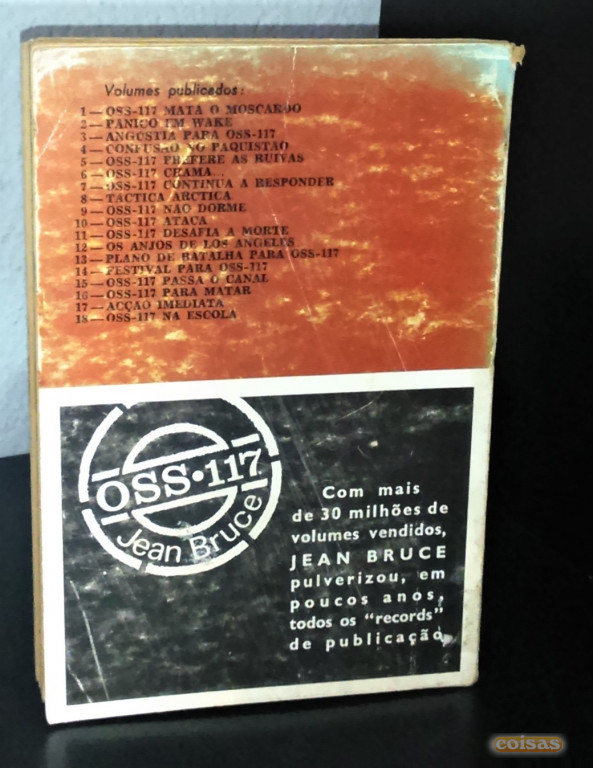 Volumes publicados:
1 — OSS-117 MATA O MOSCARDO
2 — PÂNICO EM WAKE
3 — ANGÚSTIA PARA OSS-117
4 — CONFUSÃO NO PAQUISTÃO
5 — OSS-117 PREFERE AS RUIVAS
6 — OSS-117 CHAMA...
7 — OSS-117 CONTINUA A RESPONDER
8 — TÁCTICA ÁRCTICA
9 — OSS-117 NÃO DORME
10 — OSS-117 ATACA
11 — OSS-117 DESAFIA A MORTE
12 — OS ANJOS DE LOS ANGELES
13 — PLANO DE BATALHA PARA OSS-117
14 — FESTIVAL PARA OSS-117
15 — OSS-117 PASSA O CANAL
16 — OSS-117 PARA MATAR
17 — ACÇÃO IMEDIATA
18 — OSS-117 NA ESCOLA
OSS•117
Jean Bruce
Com mais
de 30 milhões de
volumes vendidos,
JEAN BRUCE
pulverizou, em
poucos anos,
todos os "records"
de publicação
coisas